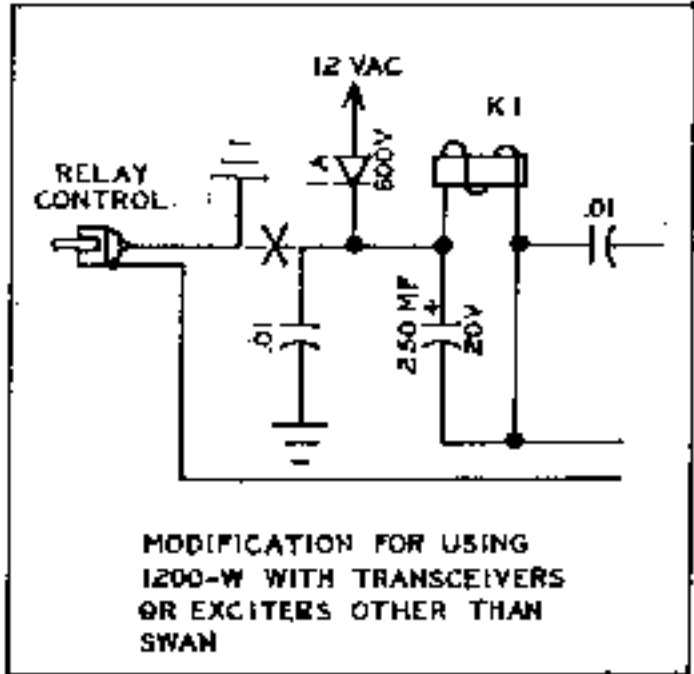 12 VAC
K1
1 A
600V
RELAY
CONTROL
.01
.01
250 MF
+
20V
MODIFICATION FOR USING
1200-W WITH TRANSCEIVERS
OR EXCITERS OTHER THAN
SWAN